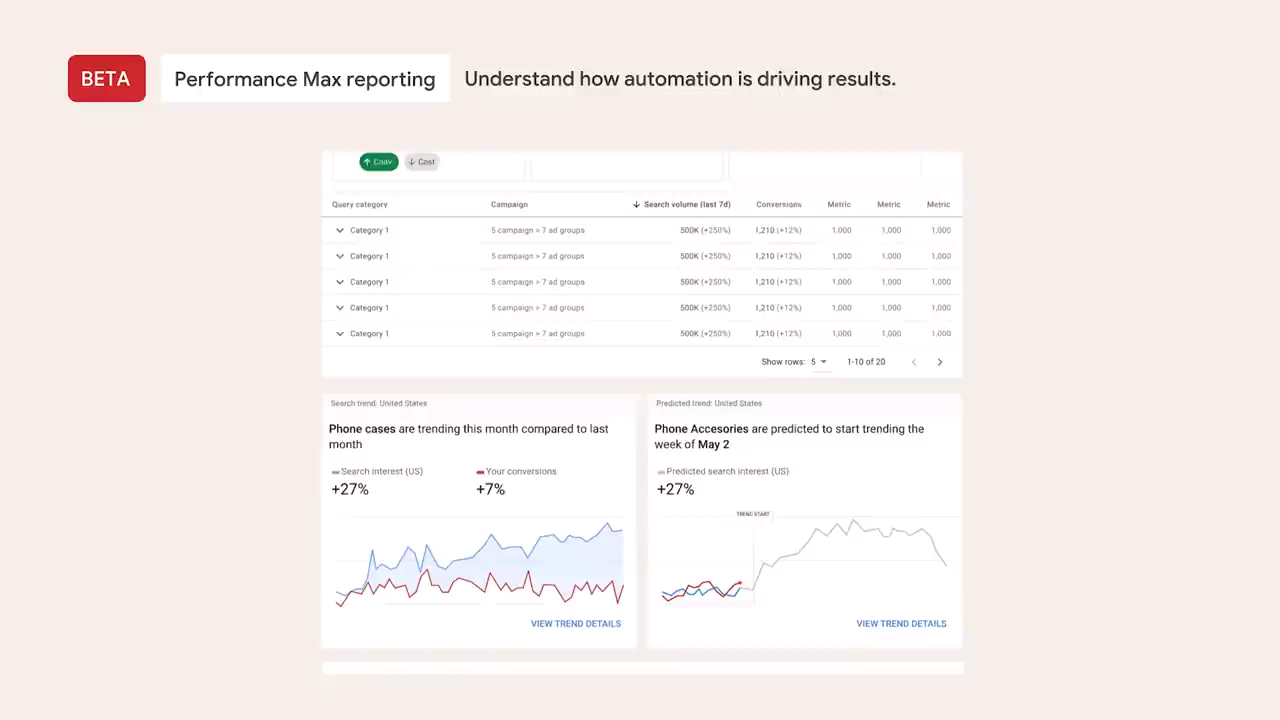 BETA Performance Max reporting Understand how automation is driving results.
Conv Cost
Query category Campaign Search volume (last 7d) Conversions Metric Metric Metric
Category 1 5 campaign > 7 ad groups 500K (+250%) 1,210 (+12%) 1,000 1,000 1,000
Category 1 5 campaign > 7 ad groups 500K (+250%) 1,210 (+12%) 1,000 1,000 1,000
Category 1 5 campaign > 7 ad groups 500K (+250%) 1,210 (+12%) 1,000 1,000 1,000
Category 1 5 campaign > 7 ad groups 500K (+250%) 1,210 (+12%) 1,000 1,000 1,000
Category 1 5 campaign > 7 ad groups 500K (+250%) 1,210 (+12%) 1,000 1,000 1,000
Show rows: 5 1-10 of 20
Search trend: United States
Phone cases are trending this month compared to last
month
Search interest (US) Your conversions
+27% +7%
VIEW TREND DETAILS
Predicted trend: United States
Phone Accesories are predicted to start trending the
week of May 2
Predicted search interest (US)
+27%
TREND START
VIEW TREND DETAILS